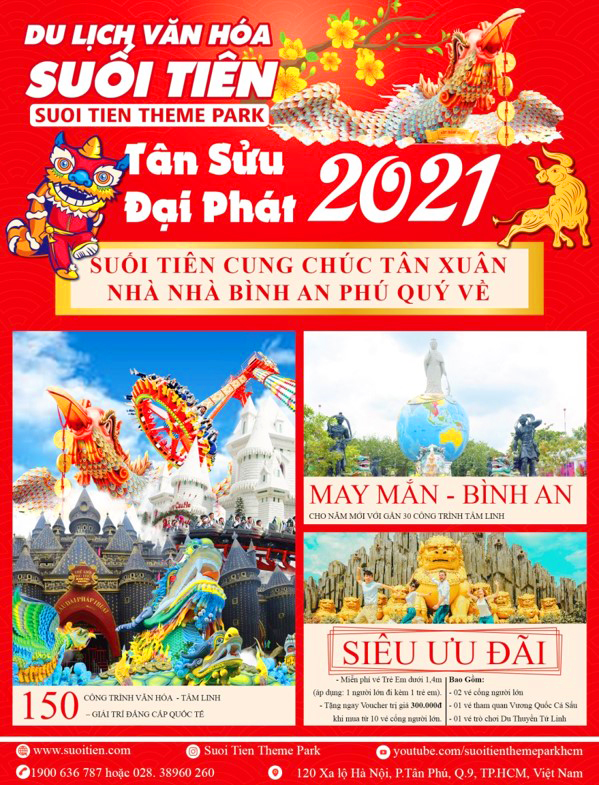 DU LỊCH VĂN HÓA
SUỐI TIÊN
SUOI TIEN THEME PARK
Tân Sửu
Đại Phát
2021
SUỐI TIÊN CUNG CHÚC TÂN XUÂN
NHÀ NHÀ BÌNH AN PHÚ QUÝ VỀ
MAY MẮN - BÌNH AN
CHO NĂM MỚI VỚI GẦN 30 CÔNG TRÌNH TÂM LINH
150
CÔNG TRÌNH VĂN HÓA - TÂM LINH
– GIẢI TRÍ ĐẲNG CẤP QUỐC TẾ
SIÊU ƯU ĐÃI
- Miễn phí vé Trẻ Em dưới 1,4m
(áp dụng: 1 người lớn đi kèm 1 trẻ em).
- Tặng ngay Voucher trị giá 300.000đ
khi mua từ 10 vé cổng người lớn.
Bao Gồm:
- 02 vé cổng người lớn
- 01 vé tham quan Vương Quốc Cá Sấu
- 01 vé trò chơi Du Thuyền Tứ Linh
www.suoitien.com
Suoi Tien Theme Park
youtube.com/suoitienthemeparkhcm
1900 636 787 hoặc 028. 38960 260
120 Xa lộ Hà Nội, P.Tân Phú, Q.9, TP.HCM, Việt Nam